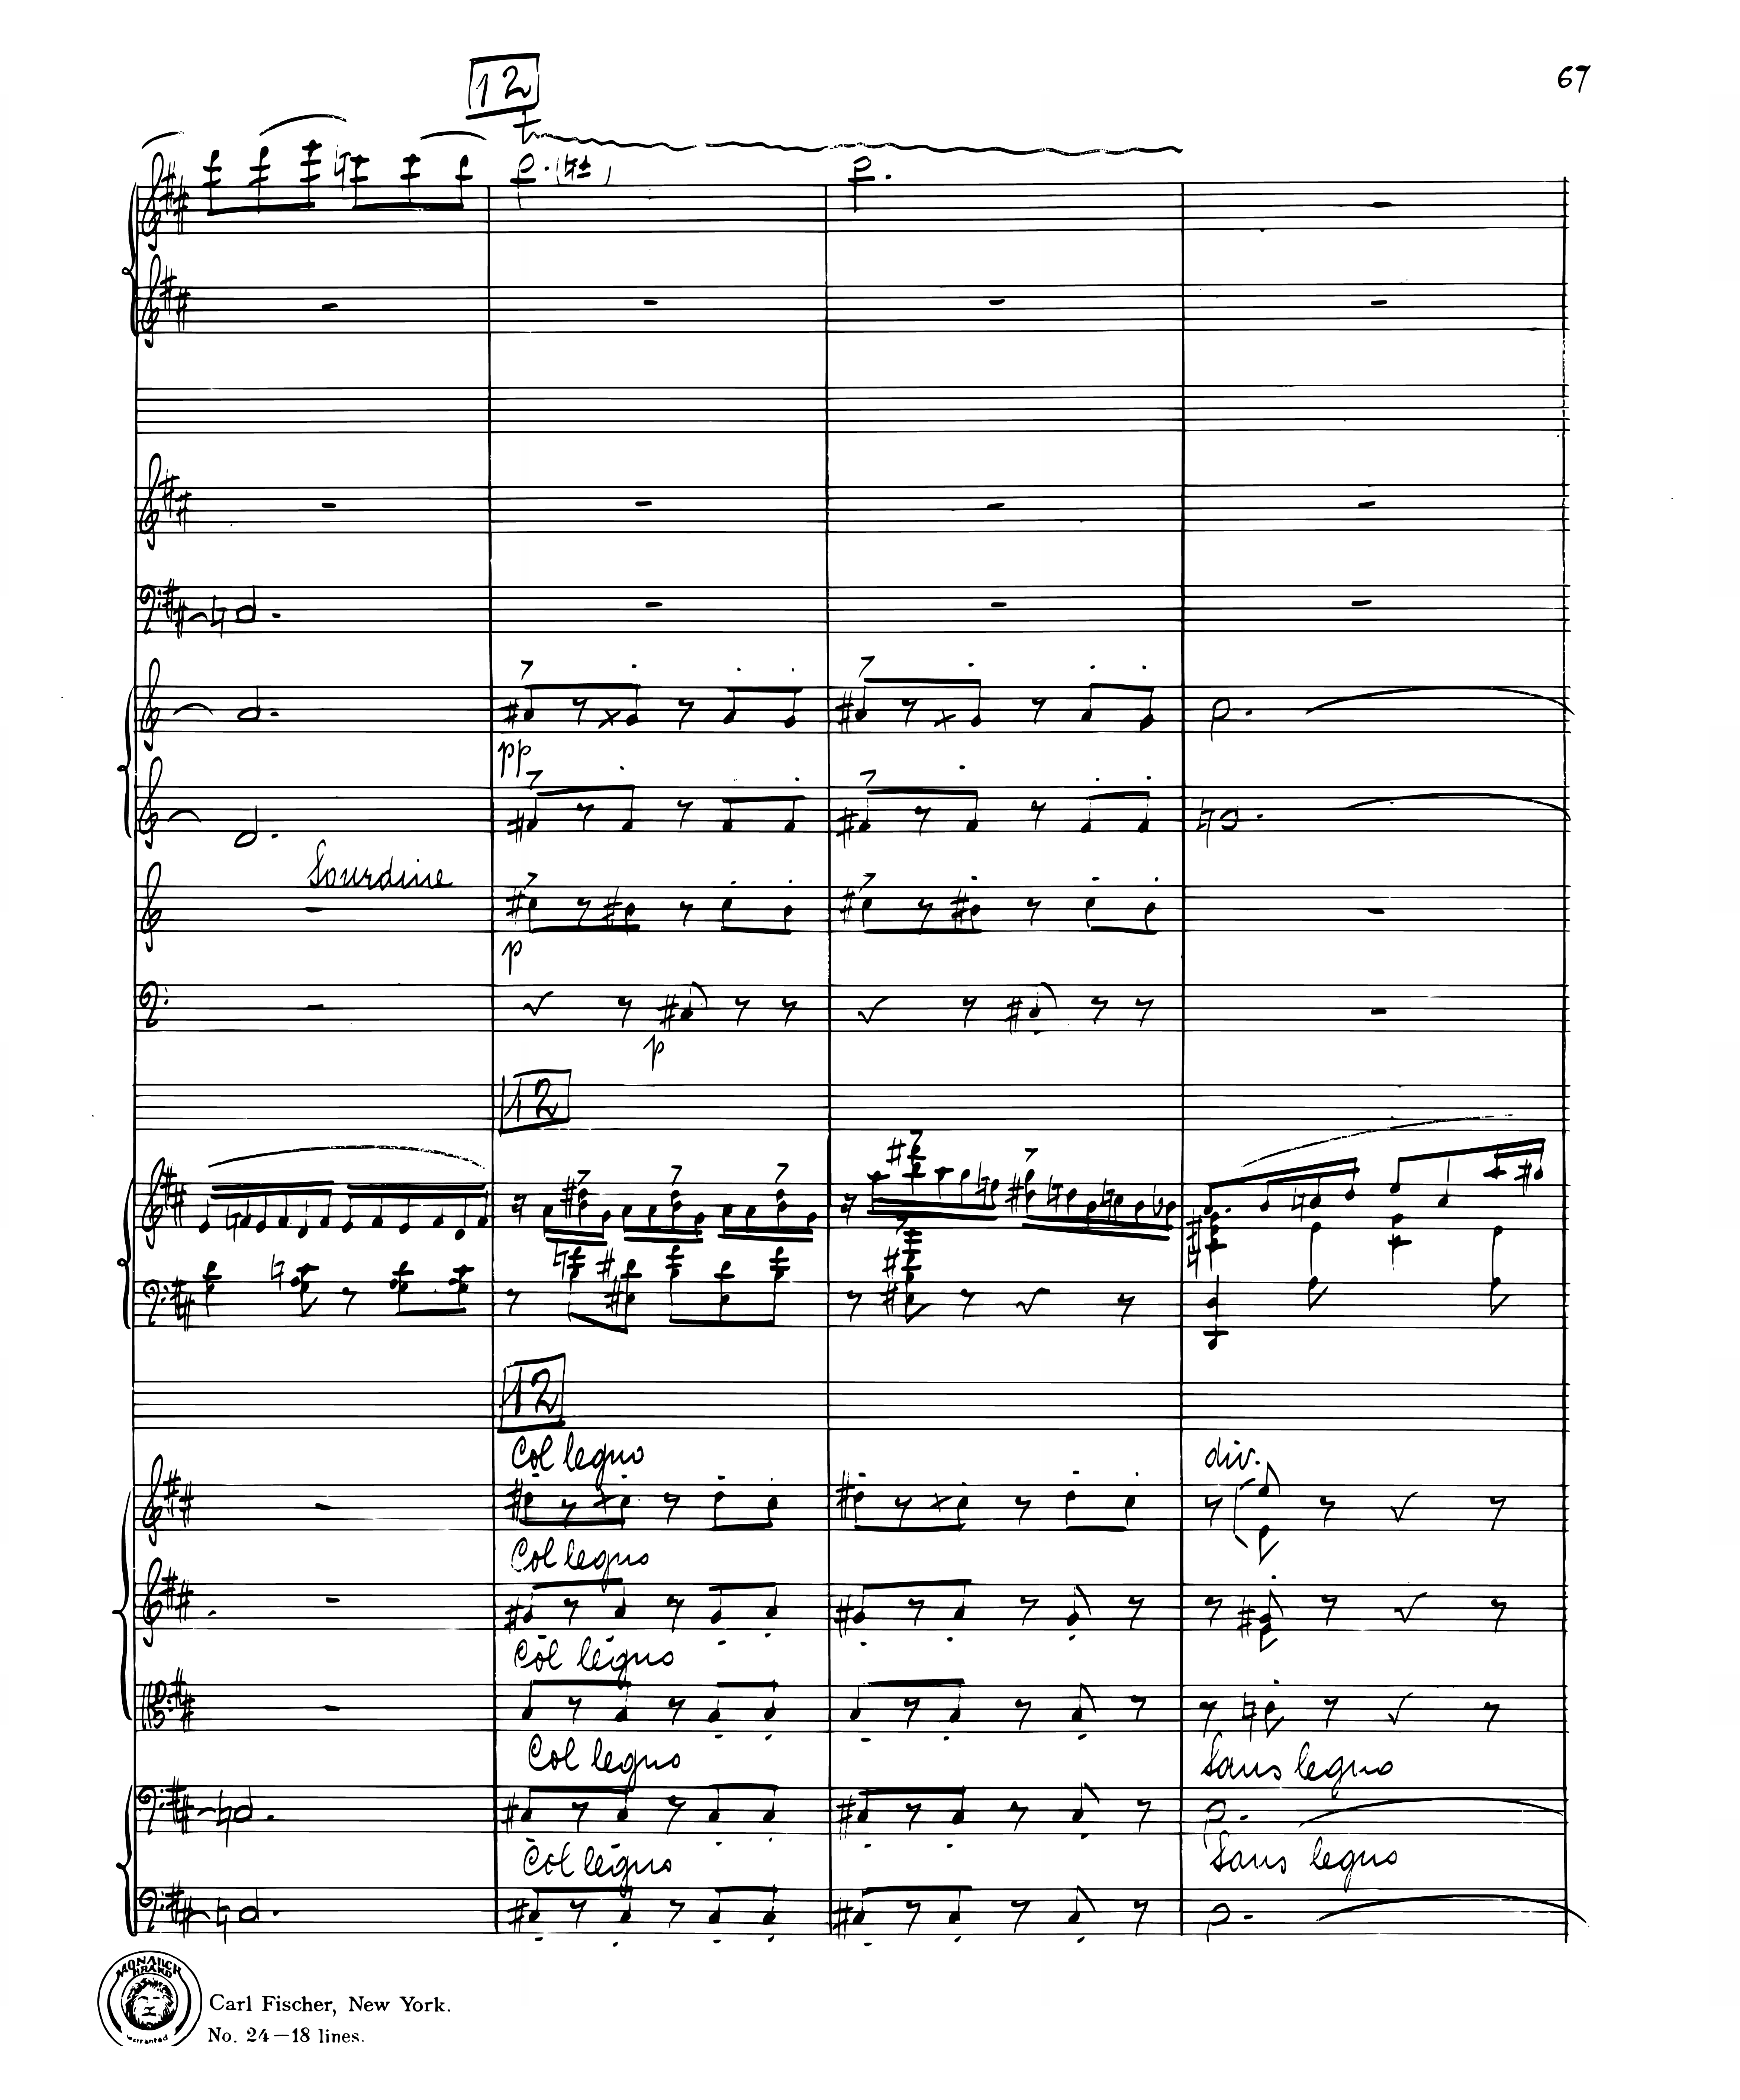 67
12
pp
Sourdine
p
p
12
12
Col legno
div.
Col legno
Col legno
Col legno
Sans legno
Col legno
Sans legno
MONARCH
BRAND
warranted
Carl Fischer, New York.
No. 24—18 lines.